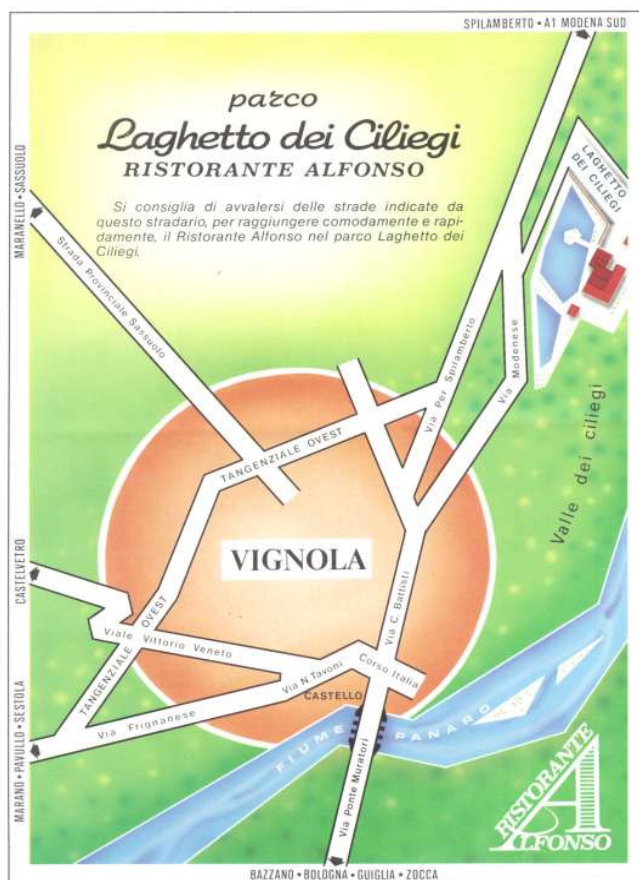 SPILAMBERTO • A1 MODENA SUD
parco
Laghetto dei Ciliegi
RISTORANTE ALFONSO
Si consiglia di avvalersi delle strade indicate da
questo stradario, per raggiungere comodamente e rapi-
damente, il Ristorante Alfonso nel parco Laghetto dei
Ciliegi.
LAGHETTO
DEI CILIEGI
MARANELLO • SASSUOLO
Strada Provinciale Sassuolo
Via Per Spilamberto
Via Modenese
Valle dei ciliegi
TANGENZIALE OVEST
VIGNOLA
CASTELVETRO
Viale Vittorio Veneto
TANGENZIALE OVEST
Via C. Battisti
Via N. Tavoni
Corso Italia
CASTELLO
Via Frignanese
MARANO • PAVULLO • SESTOLA
FIUME PANARO
Via Ponte Muratori
RISTORANTE
ALFONSO
BAZZANO • BOLOGNA • GUIGLIA • ZOCCA